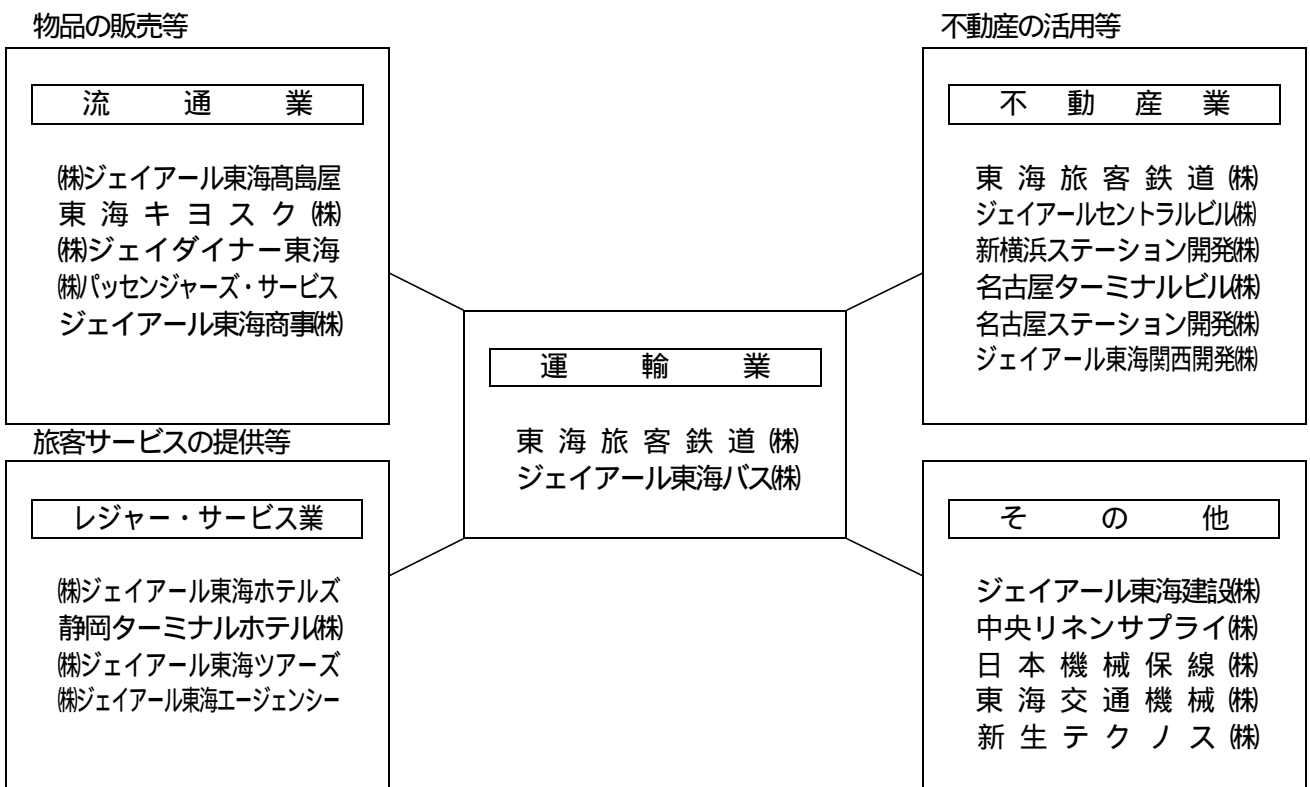 物品の販売等
流通業
㈱ジェイアール東海髙島屋
東海キヨスク㈱
㈱ジェイダイナー東海
㈱パッセンジャーズ・サービス
ジェイアール東海商事㈱
不動産の活用等
不動産業
東海旅客鉄道㈱
ジェイアールセントラルビル㈱
新横浜ステーション開発㈱
名古屋ターミナルビル㈱
名古屋ステーション開発㈱
ジェイアール東海関西開発㈱
運輸業
東海旅客鉄道㈱
ジェイアール東海バス㈱
旅客サービスの提供等
レジャー・サービス業
㈱ジェイアール東海ホテルズ
静岡ターミナルホテル㈱
㈱ジェイアール東海ツアーズ
㈱ジェイアール東海エージェンシー
その他
ジェイアール東海建設㈱
中央リネンサプライ㈱
日本機械保線㈱
東海交通機械㈱
新生テクノス㈱